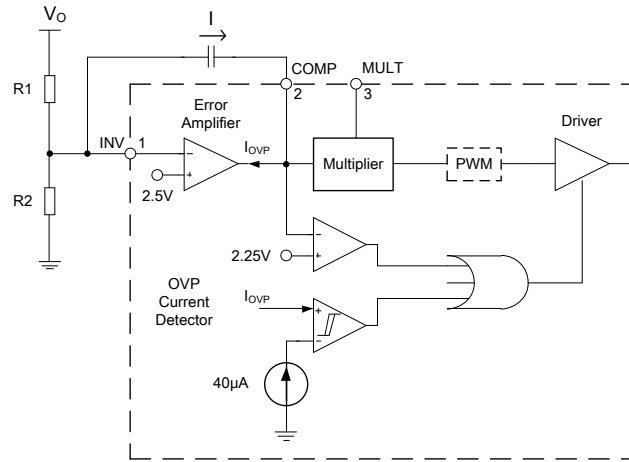 VO
I
COMP
MULT
R1
2
3
Error
Amplifier
Driver
INV
1
IOVP
−
+
Multiplier
PWM
R2
2.5V
−
+
2.25V
OVP
Current
Detector
IOVP
+
−
40µA